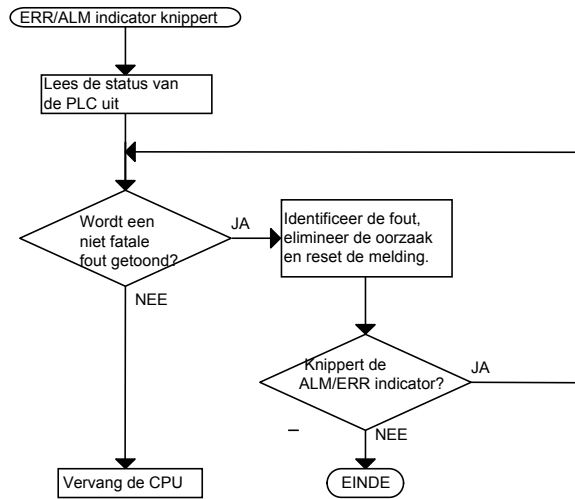 ERR/ALM indicator knippert
Lees de status van
de PLC uit
Wordt een
niet fatale
fout getoond?
JA
NEE
Identificeer de fout,
elimineer de oorzaak
en reset de melding.
Knippert de
ALM/ERR indicator?
JA
NEE
Vervang de CPU
EINDE